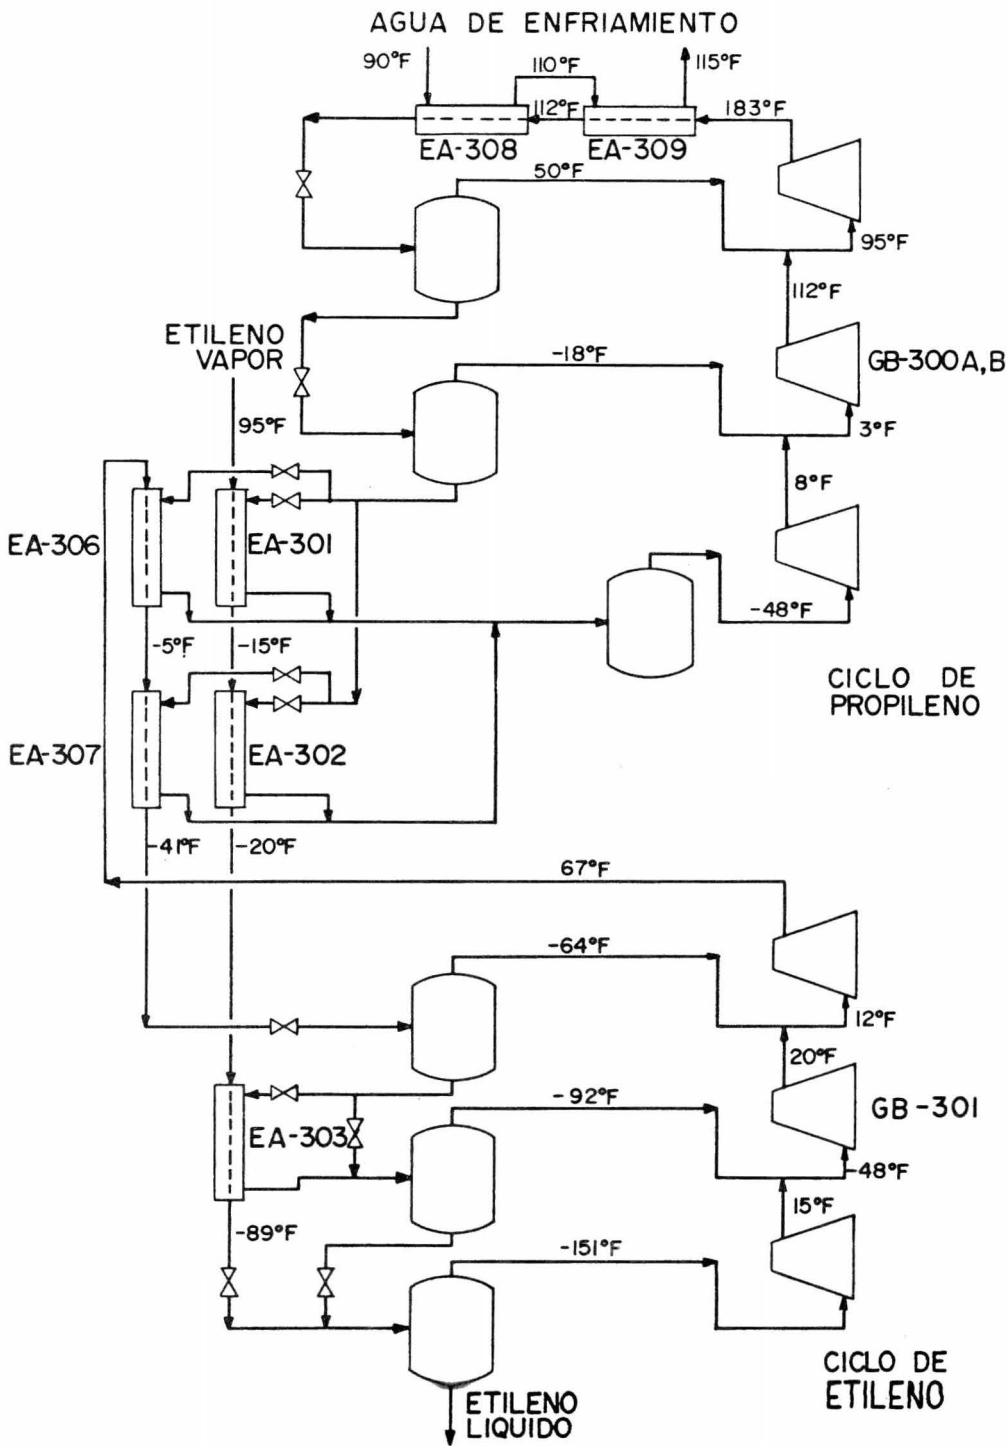 AGUA DE ENFRIAMIENTO
90°F
110°F
115°F
112°F
183°F
EA-308
EA-309
50°F
95°F
112°F
ETILENO
VAPOR
-18°F
GB-300A,B
95°F
3°F
8°F
EA-306
EA-301
-48°F
-5°F
-15°F
CICLO DE
PROPILENO
EA-307
EA-302
-41°F
-20°F
67°F
-64°F
12°F
20°F
-92°F
GB-301
EA-303
-48°F
15°F
-89°F
-151°F
CICLO DE
ETILENO
ETILENO
LIQUIDO